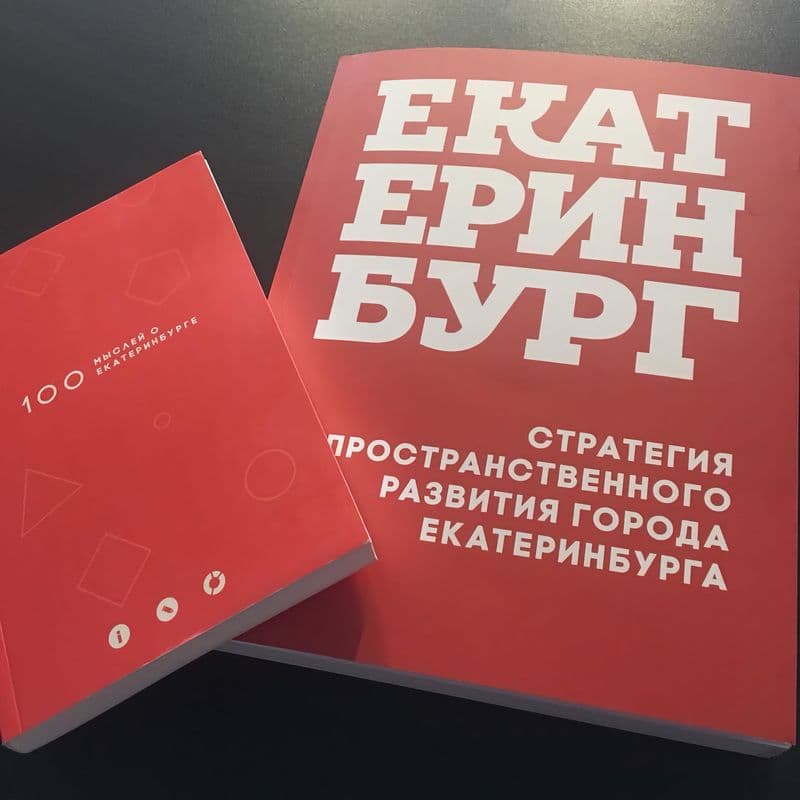 100
МЫСЛЕЙ О
ЕКАТЕРИНБУРГЕ
i
ЕКАТ
ЕРИН
БУРГ
СТРАТЕГИЯ
ПРОСТРАНСТВЕННОГО
РАЗВИТИЯ ГОРОДА
ЕКАТЕРИНБУРГА